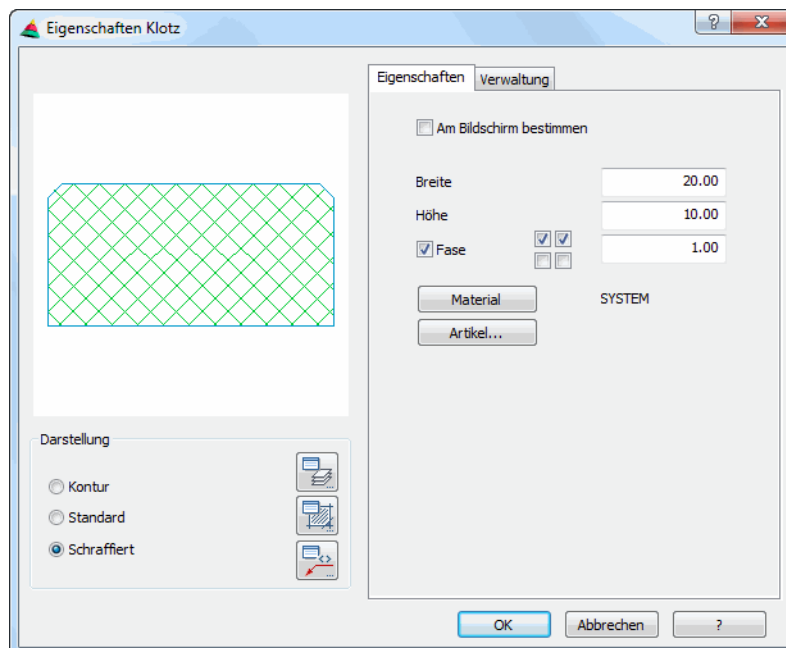 Eigenschaften Klotz
?
Eigenschaften
Verwaltung
Am Bildschirm bestimmen
Breite
20.00
Höhe
10.00
Fase
1.00
Material
SYSTEM
Artikel...
Darstellung
Kontur
Standard
Schraffiert
OK
Abbrechen
?